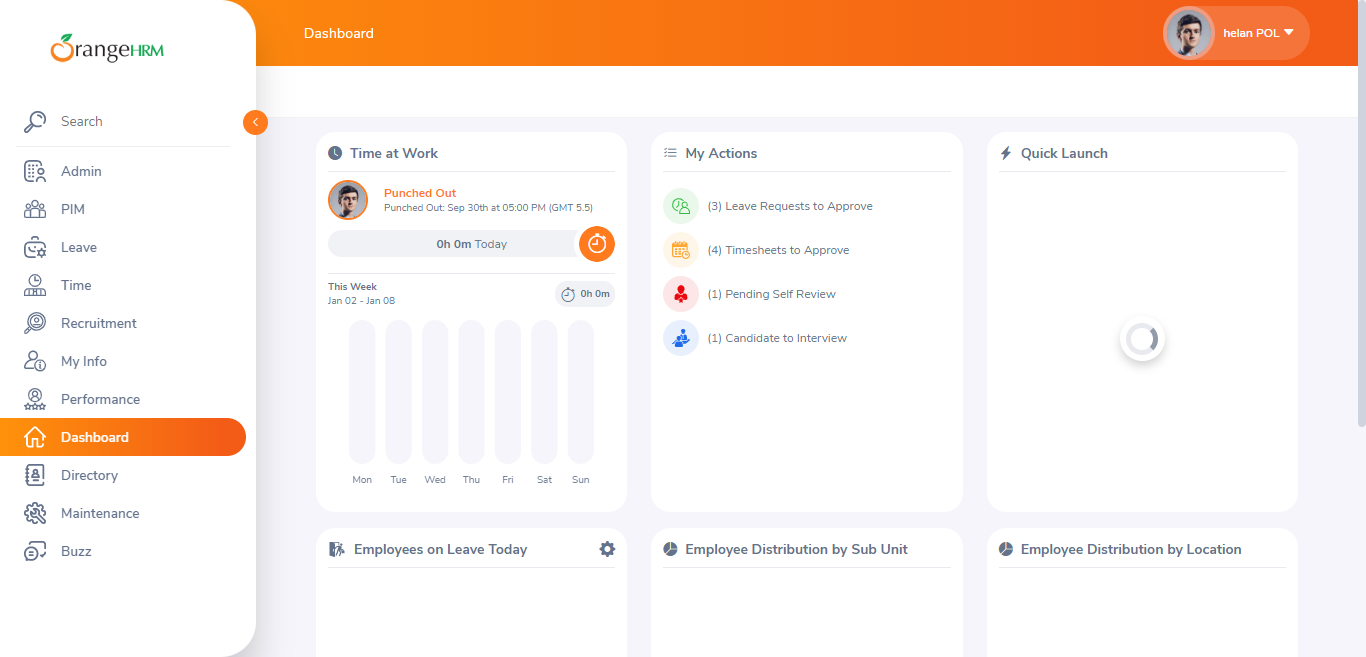 OrangeHRM
Dashboard
helan POL
Search
Admin
PIM
Leave
Time
Recruitment
My Info
Performance
Dashboard
Directory
Maintenance
Buzz
Time at Work
Punched Out
Punched Out: Sep 30th at 05:00 PM (GMT 5.5)
0h 0m Today
This Week
Jan 02 - Jan 08
0h 0m
Mon Tue Wed Thu Fri Sat Sun
My Actions
(3) Leave Requests to Approve
(4) Timesheets to Approve
(1) Pending Self Review
(1) Candidate to Interview
Quick Launch
Employees on Leave Today
Employee Distribution by Sub Unit
Employee Distribution by Location